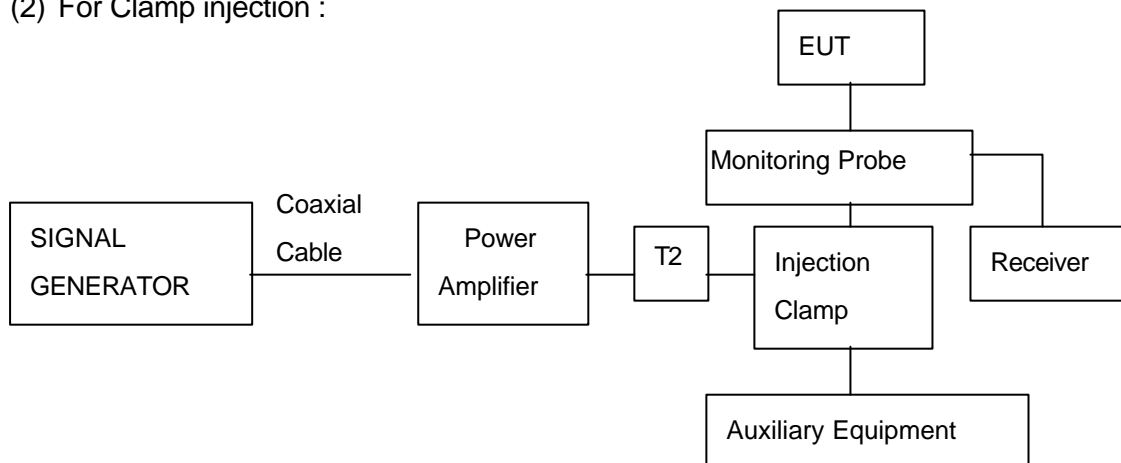 (2) For Clamp injection :
EUT
Monitoring Probe
Coaxial
Cable
SIGNAL
GENERATOR
Power
Amplifier
T2
Injection
Clamp
Receiver
Auxiliary Equipment